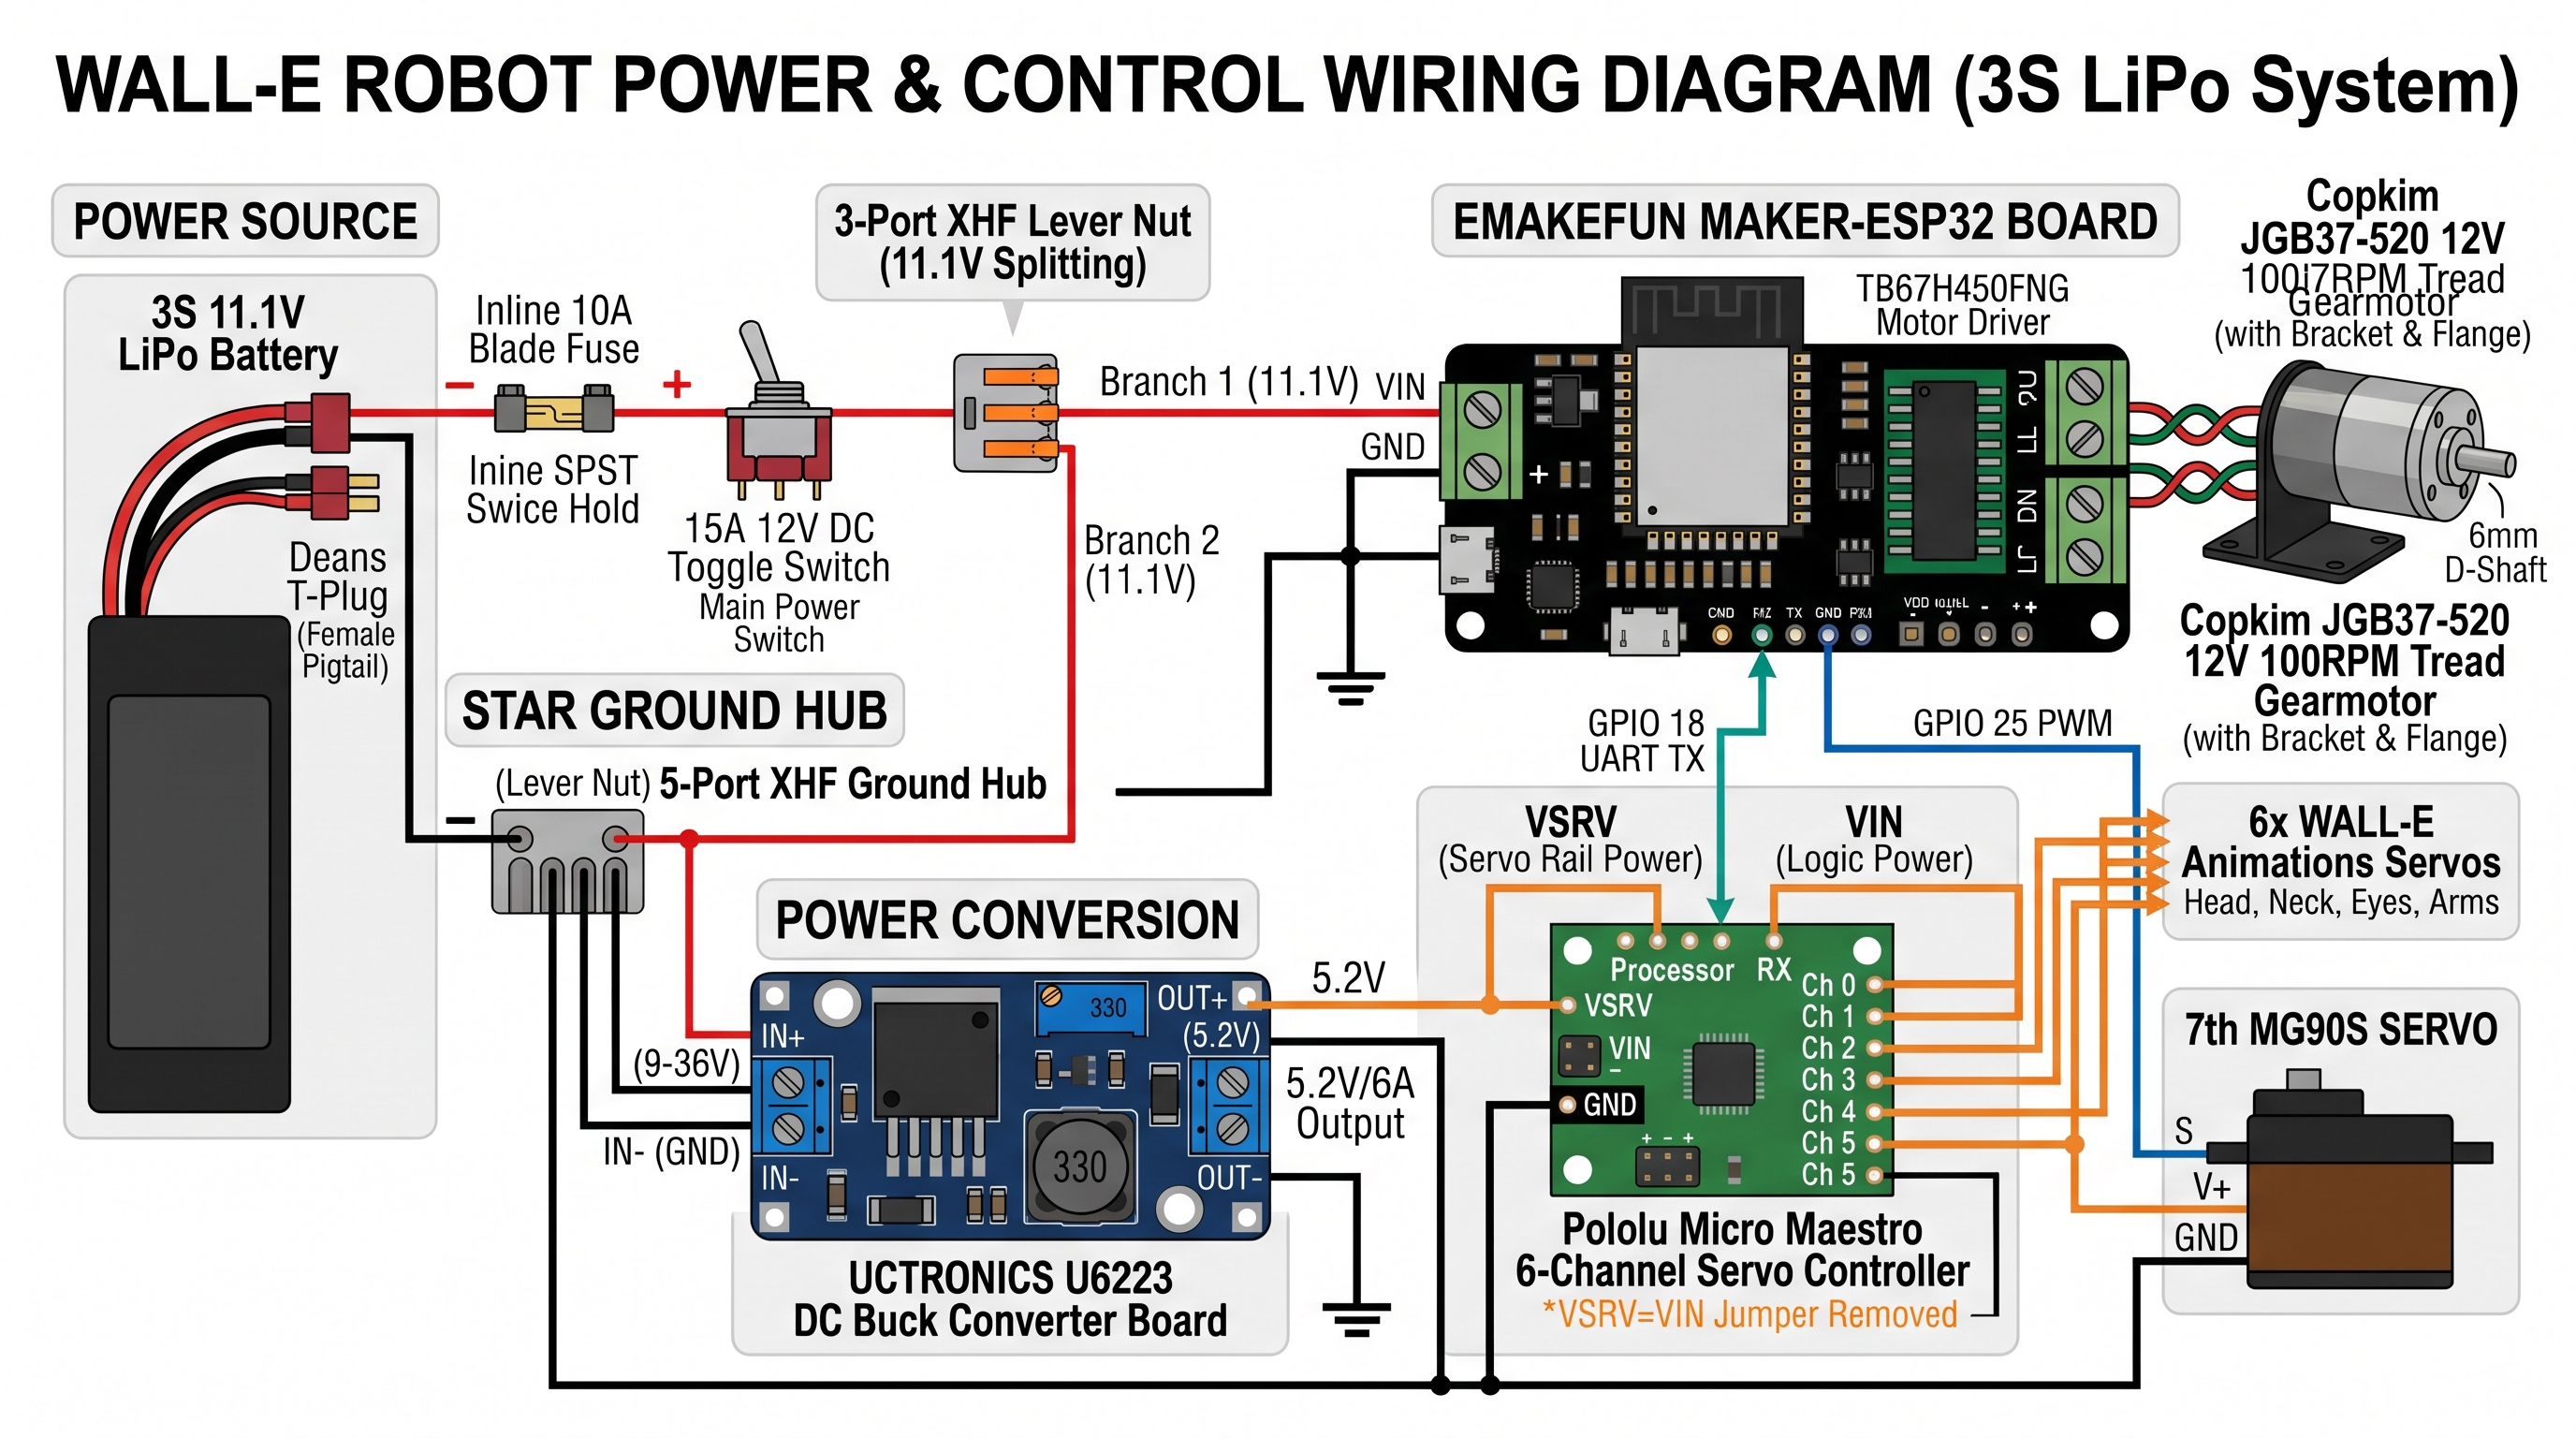 WALL-E ROBOT POWER & CONTROL WIRING DIAGRAM (3S LiPo System)
POWER SOURCE
3S 11.1V
LiPo Battery
Deans
T-Plug
(Female
Pigtail)
−
Inline 10A
Blade Fuse
+
Inine SPST
Swice Hold
15A 12V DC
Toggle Switch
Main Power
Switch
3-Port XHF Lever Nut
(11.1V Splitting)
Branch 1 (11.1V)
VIN
GND
Branch 2
(11.1V)
EMAKEFUN MAKER-ESP32 BOARD
TB67H450FNG
Motor Driver
+
TX
GND
VDD
-
-
++
Copkim
JGB37-520 12V
100i7RPM Tread
Gearmotor
(with Bracket & Flange)
6mm
D-Shaft
Copkim JGB37-520
12V 100RPM Tread
Gearmotor
(with Bracket & Flange)
STAR GROUND HUB
(Lever Nut) 5-Port XHF Ground Hub
−
GPIO 18
UART TX
GPIO 25 PWM
POWER CONVERSION
IN+
(9-36V)
IN- (GND)
IN-
330
330
OUT+
(5.2V)
OUT-
5.2V
5.2V/6A
Output
UCTRONICS U6223
DC Buck Converter Board
VSRV
(Servo Rail Power)
VIN
(Logic Power)
Processor
RX
VSRV
VIN
−
GND
+ - +
Ch 0
Ch 1
Ch 2
Ch 3
Ch 4
Ch 5
Ch 5
Pololu Micro Maestro
6-Channel Servo Controller
*VSRV=VIN Jumper Removed
6x WALL-E
Animations Servos
Head, Neck, Eyes, Arms
7th MG90S SERVO
S
V+
GND